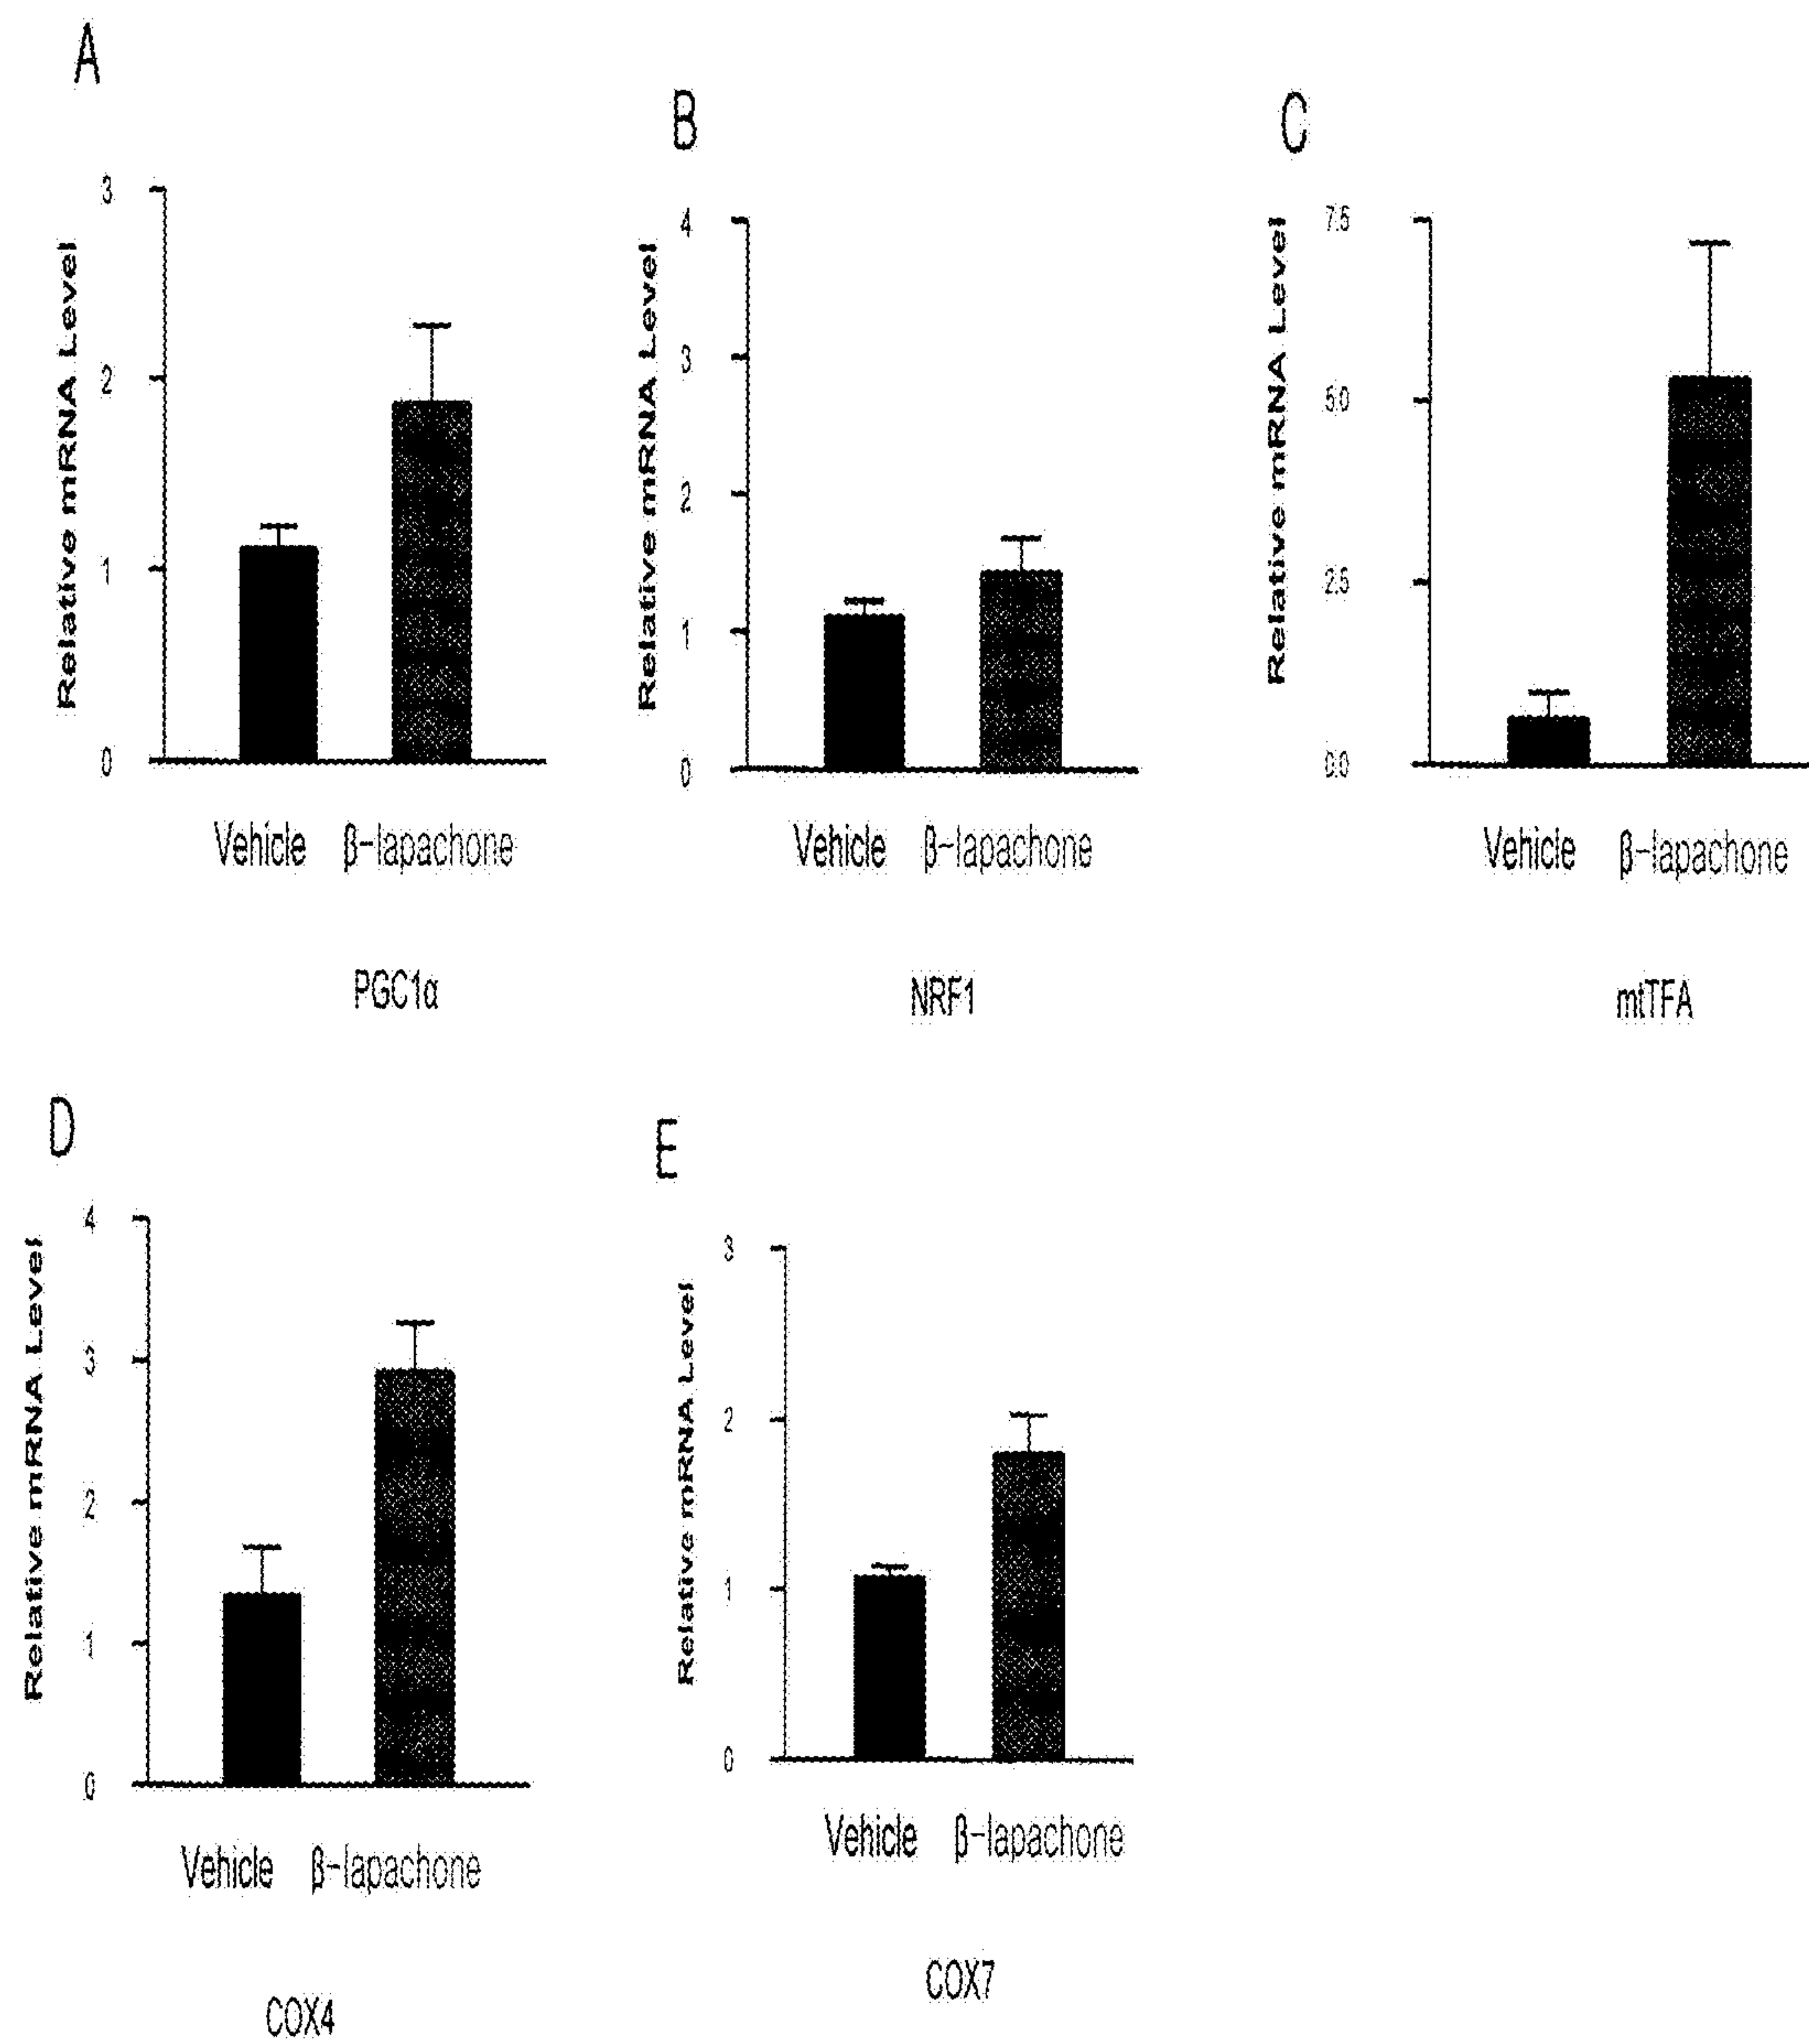 A
3
2
1
0
Relative mRNA Level
Vehicle β-lapachone
PGC1α
B
4
3
2
1
0
Relative mRNA Level
Vehicle β-lapachone
NRF1
C
7.5
5.0
2.5
0.0
Relative mRNA Level
Vehicle β-lapachone
mtTFA
D
4
3
2
1
0
Relative mRNA Level
Vehicle β-lapachone
COX4
E
3
2
1
0
Relative mRNA Level
Vehicle β-lapachone
COX7